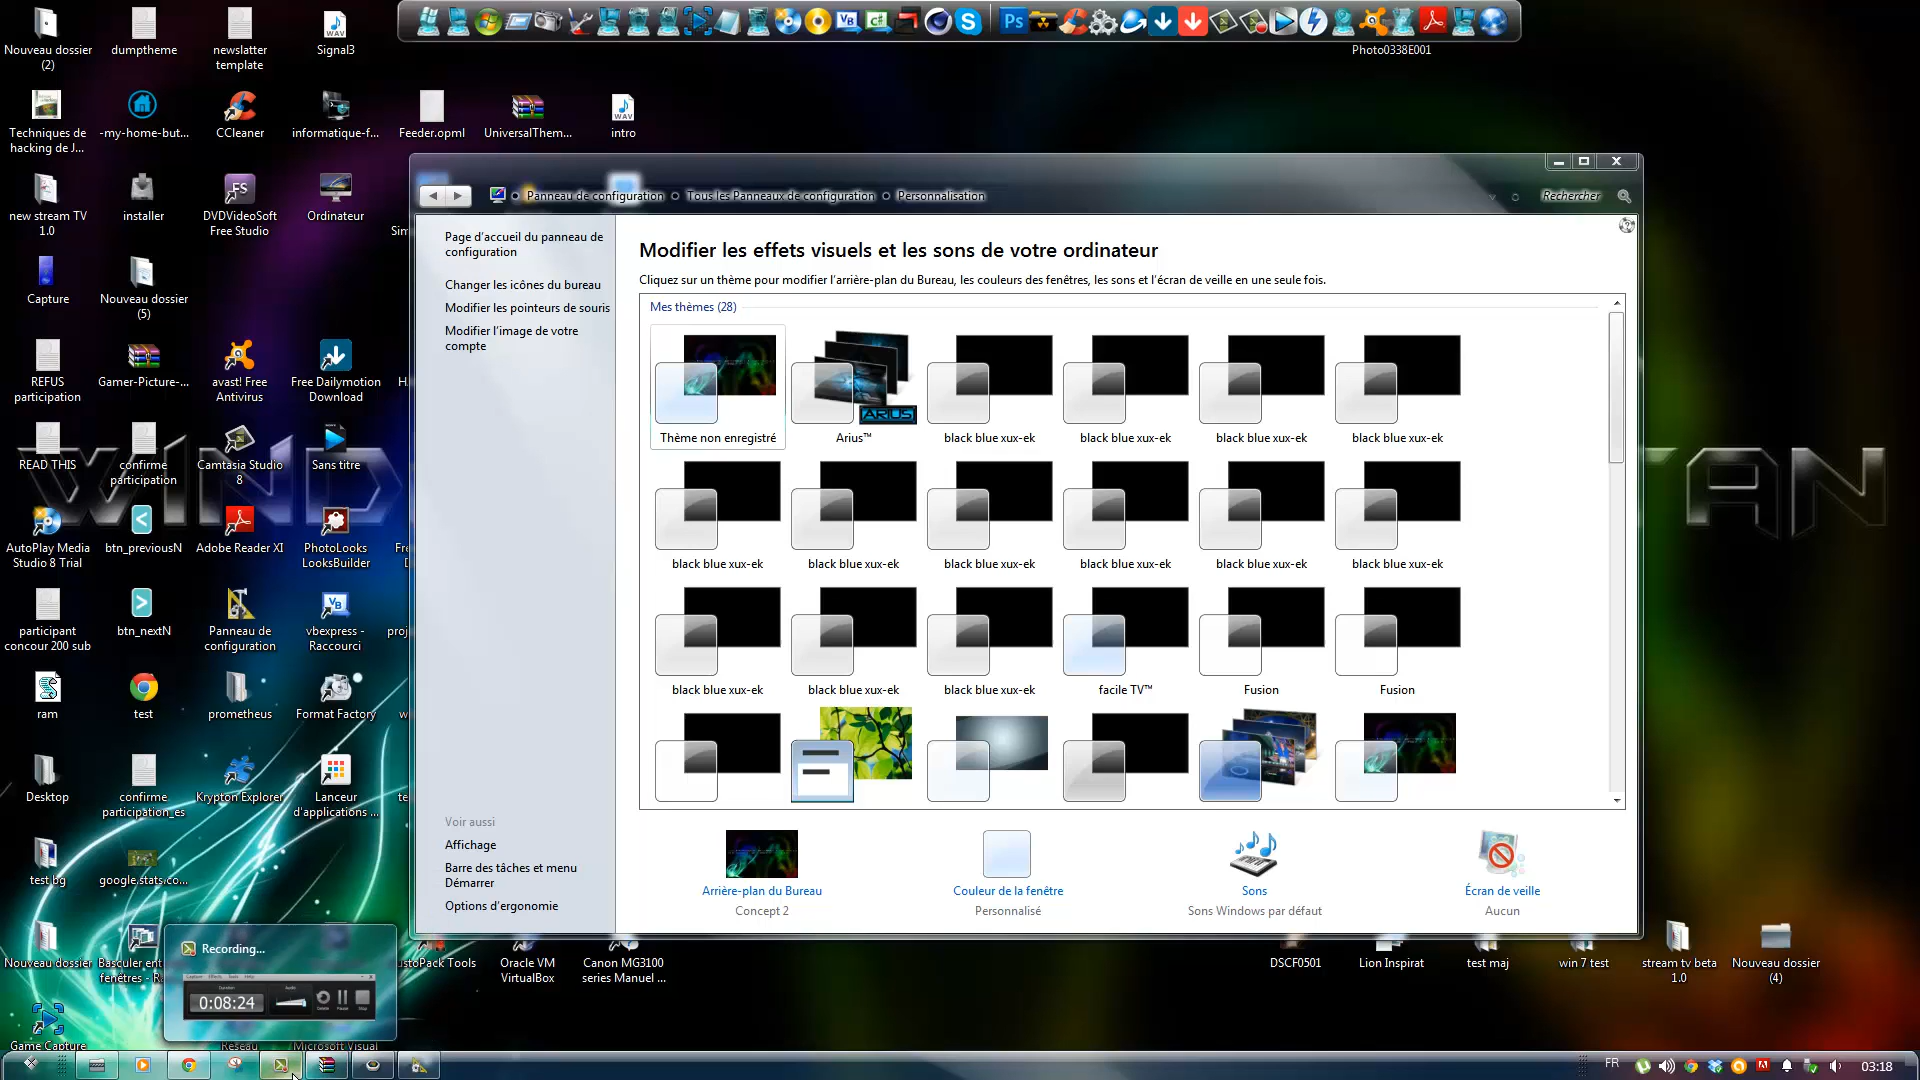 Photo0338E001
Nouveau dossier
(2)
dumptheme
newslatter
template
Signal3
Techniques de
hacking de J...
-my-home-but...
CCleaner
informatique-f...
Feeder.opml
UniversalThem...
intro
new stream TV
1.0
installer
DVDVideoSoft
Free Studio
Ordinateur
Capture
Nouveau dossier
(5)
REFUS
participation
Gamer-Picture-...
avast! Free
Antivirus
Free Dailymotion
Download
READ THIS
confirme
participation
Camtasia Studio
8
Sans titre
AutoPlay Media
Studio 8 Trial
btn_previousN
Adobe Reader XI
PhotoLooks
LooksBuilder
participant
concour 200 sub
btn_nextN
Panneau de
configuration
vbexpress -
Raccourci
ram
test
prometheus
Format Factory
Desktop
confirme
participation_es
Krypton Explorer
Lanceur
d'applications ...
test bg
google.stats.co...
Nouveau dossier
Game Capture
Réseau
Microsoft Visual
Oracle VM
VirtualBox
Canon MG3100
series Manuel ...
DSCF0501
Lion Inspirat
test maj
win 7 test
stream tv beta
1.0
Nouveau dossier
(4)
WIND
TAN
Panneau de configuration
Tous les Panneaux de configuration
Personnalisation
Rechercher
Page d'accueil du panneau de
configuration
Changer les icônes du bureau
Modifier les pointeurs de souris
Modifier l'image de votre
compte
Voir aussi
Affichage
Barre des tâches et menu
Démarrer
Options d'ergonomie
Modifier les effets visuels et les sons de votre ordinateur
Cliquez sur un thème pour modifier l'arrière-plan du Bureau, les couleurs des fenêtres, les sons et l'écran de veille en une seule fois.
Mes thèmes (28)
ARIUS
Thème non enregistré
Arius™
black blue xux-ek
black blue xux-ek
black blue xux-ek
black blue xux-ek
black blue xux-ek
black blue xux-ek
black blue xux-ek
black blue xux-ek
black blue xux-ek
black blue xux-ek
black blue xux-ek
black blue xux-ek
black blue xux-ek
facile TV™
Fusion
Fusion
Arrière-plan du Bureau
Concept 2
Couleur de la fenêtre
Personnalisé
Sons
Sons Windows par défaut
Écran de veille
Aucun
Recording...
Duration
Audio
0:08:24
FR
03:18